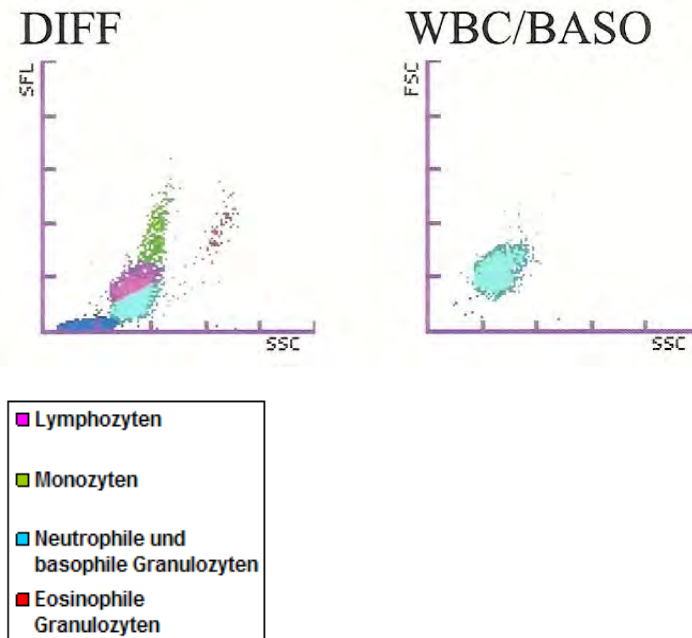 DIFF
WBC/BASO
SFL
SSC
FSC
SSC
Lymphozyten
Monozyten
Neutrophile und
basophile Granulozyten
Eosinophile
Granulozyten